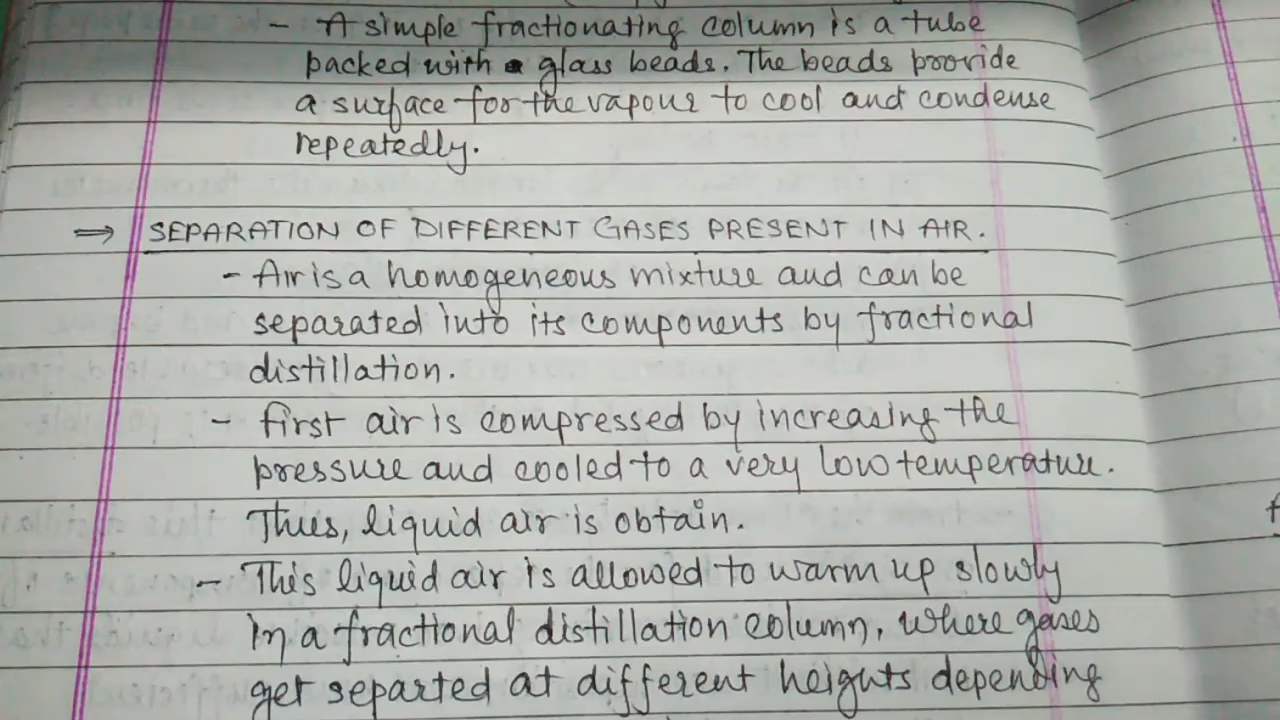 - A simple fractionating column is a tube
packed with glass beads. The beads provide
a surface for the vapour to cool and condense
repeatedly.
⇒ SEPARATION OF DIFFERENT GASES PRESENT IN AIR.
- Air is a homogeneous mixture and can be
separated into its components by fractional
distillation.
- first air is compressed by increasing the
pressure and cooled to a very low temperature.
Thus, liquid air is obtain.
- This liquid air is allowed to warm up slowly
in a fractional distillation column, where gases
get separted at different heights depending